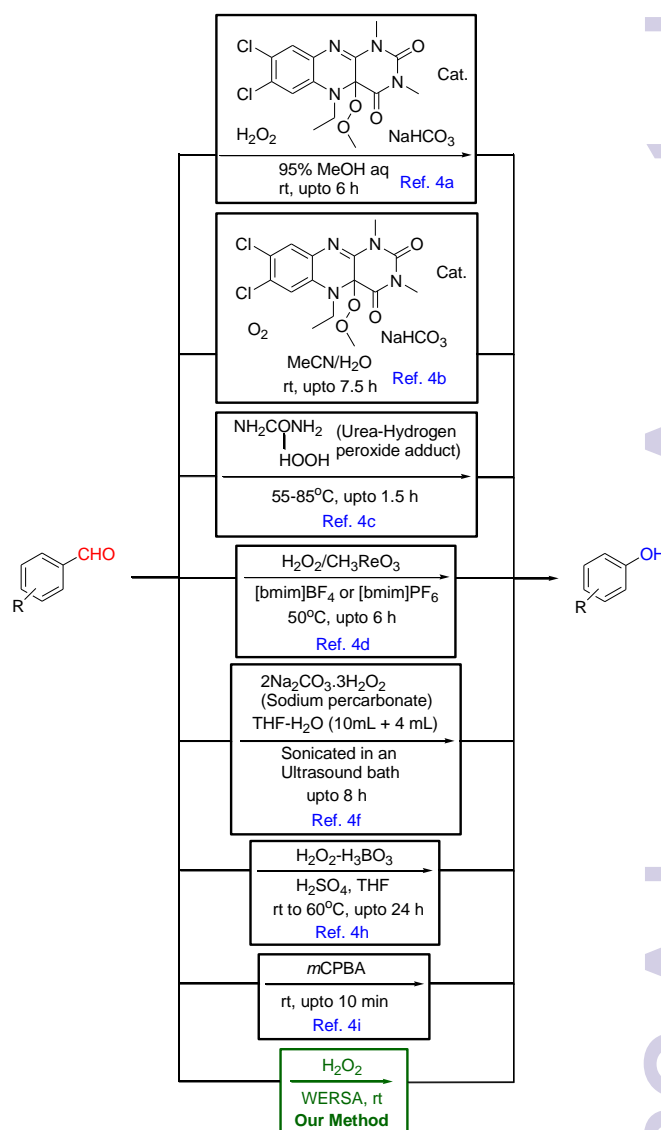 Cl
Cl
N
N
O
N
N
O
O
O
Cat.
H2O2
NaHCO3
95% MeOH aq
rt, upto 6 h
Ref. 4a
Cl
Cl
N
N
O
N
N
O
O
O
Cat.
O2
NaHCO3
MeCN/H2O
rt, upto 7.5 h
Ref. 4b
NH2CONH2
HOOH
(Urea-Hydrogen
peroxide adduct)
55-85oC, upto 1.5 h
Ref. 4c
CHO
R
H2O2/CH3ReO3
[bmim]BF4 or [bmim]PF6
50oC, upto 6 h
Ref. 4d
OH
R
2Na2CO3.3H2O2
(Sodium percarbonate)
THF-H2O (10mL + 4 mL)
Sonicated in an
Ultrasound bath
upto 8 h
Ref. 4f
H2O2-H3BO3
H2SO4, THF
rt to 60oC, upto 24 h
Ref. 4h
mCPBA
rt, upto 10 min
Ref. 4i
H2O2
WERSA, rt
Our Method